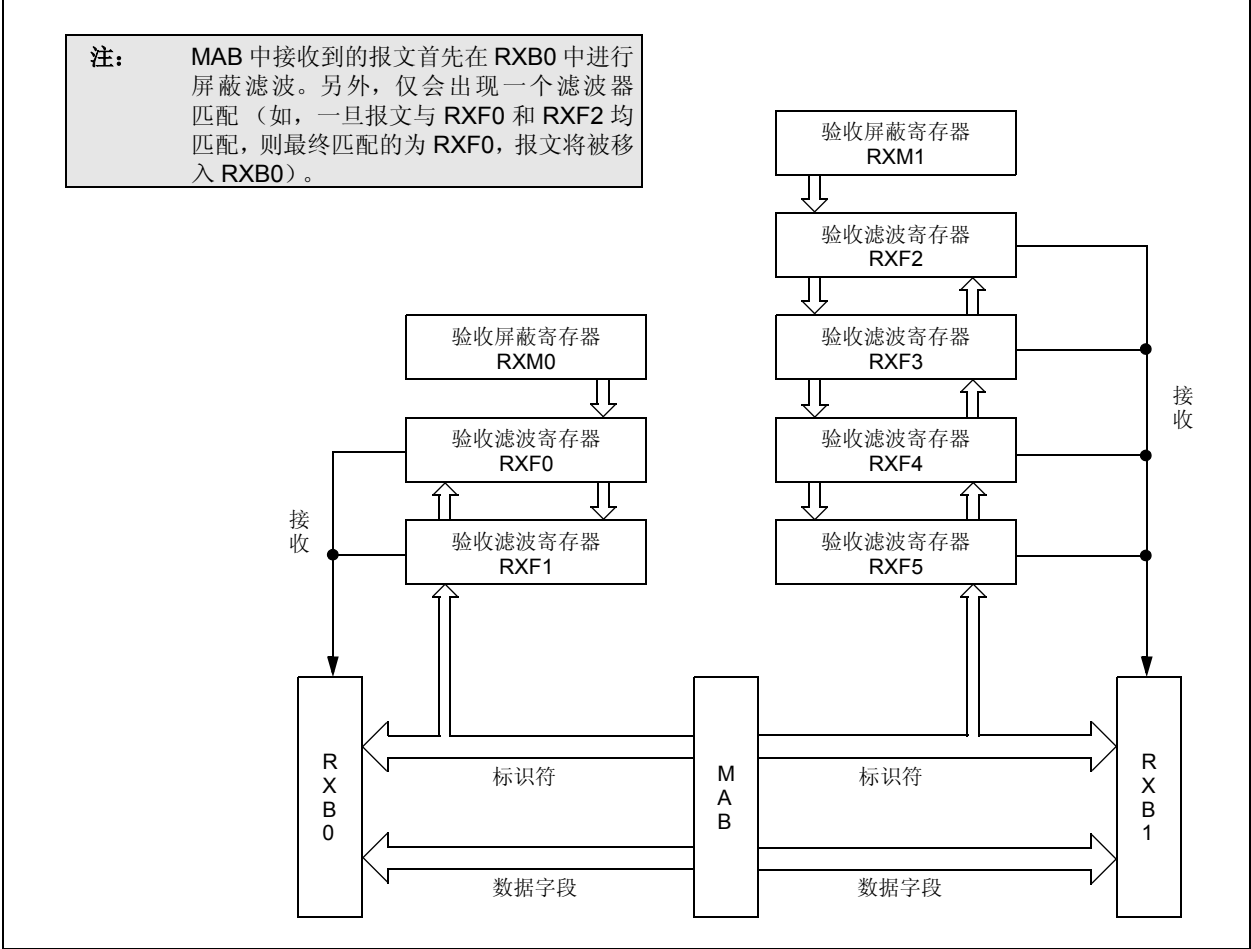 注： MAB 中接收到的报文首先在 RXB0 中进行
屏蔽滤波。另外，仅会出现一个滤波器
匹配 （如，一旦报文与 RXF0 和 RXF2 均
匹配，则最终匹配的为 RXF0，报文将被移
入 RXB0）。
验收屏蔽寄存器
RXM1
验收滤波寄存器
RXF2
验收屏蔽寄存器
RXM0
验收滤波寄存器
RXF3
验收滤波寄存器
RXF0
验收滤波寄存器
RXF4
接收
验收滤波寄存器
RXF1
验收滤波寄存器
RXF5
接收
RXB0
标识符
MAB
标识符
RXB1
数据字段
数据字段